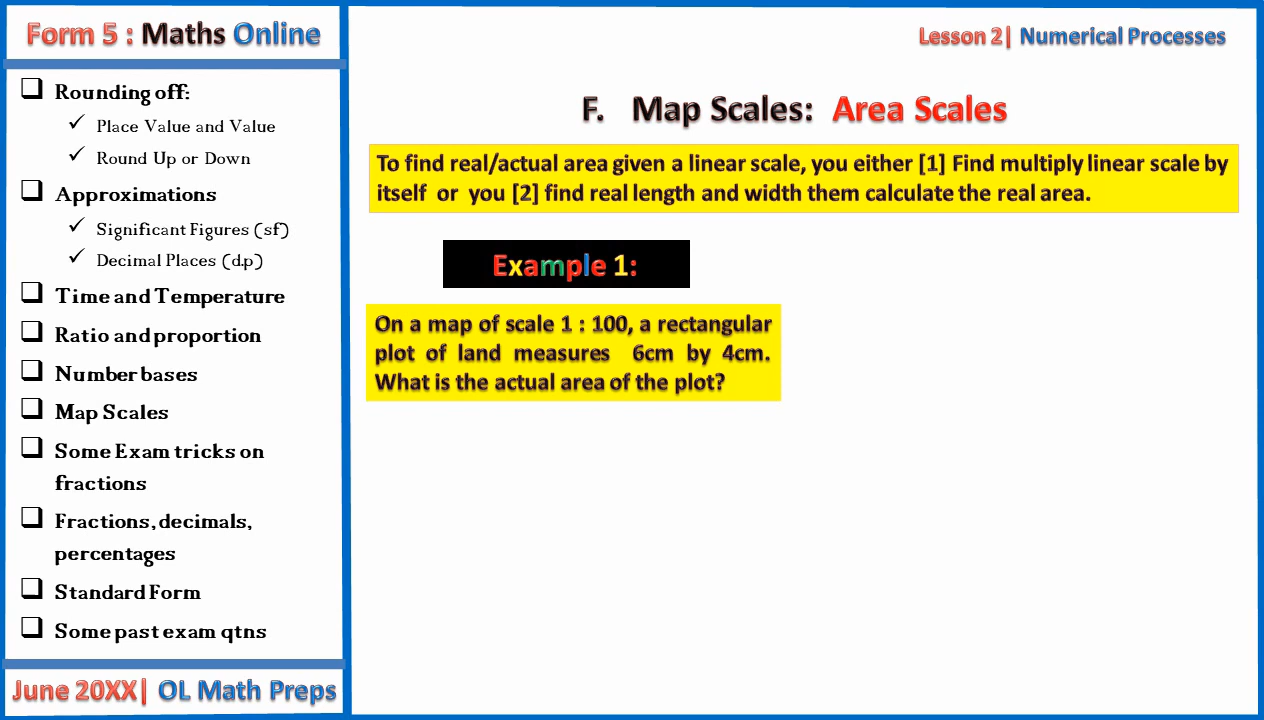 Form 5 : Maths Online
Rounding off:
Place Value and Value
Round Up or Down
Approximations
Significant Figures (sf)
Decimal Places (d.p)
Time and Temperature
Ratio and proportion
Number bases
Map Scales
Some Exam tricks on
fractions
Fractions, decimals,
percentages
Standard Form
Some past exam qtns
June 20XX| OL Math Preps
Lesson 2| Numerical Processes
F. Map Scales: Area Scales
To find real/actual area given a linear scale, you either [1] Find multiply linear scale by
itself or you [2] find real length and width them calculate the real area.
Example 1:
On a map of scale 1 : 100, a rectangular
plot of land measures 6cm by 4cm.
What is the actual area of the plot?